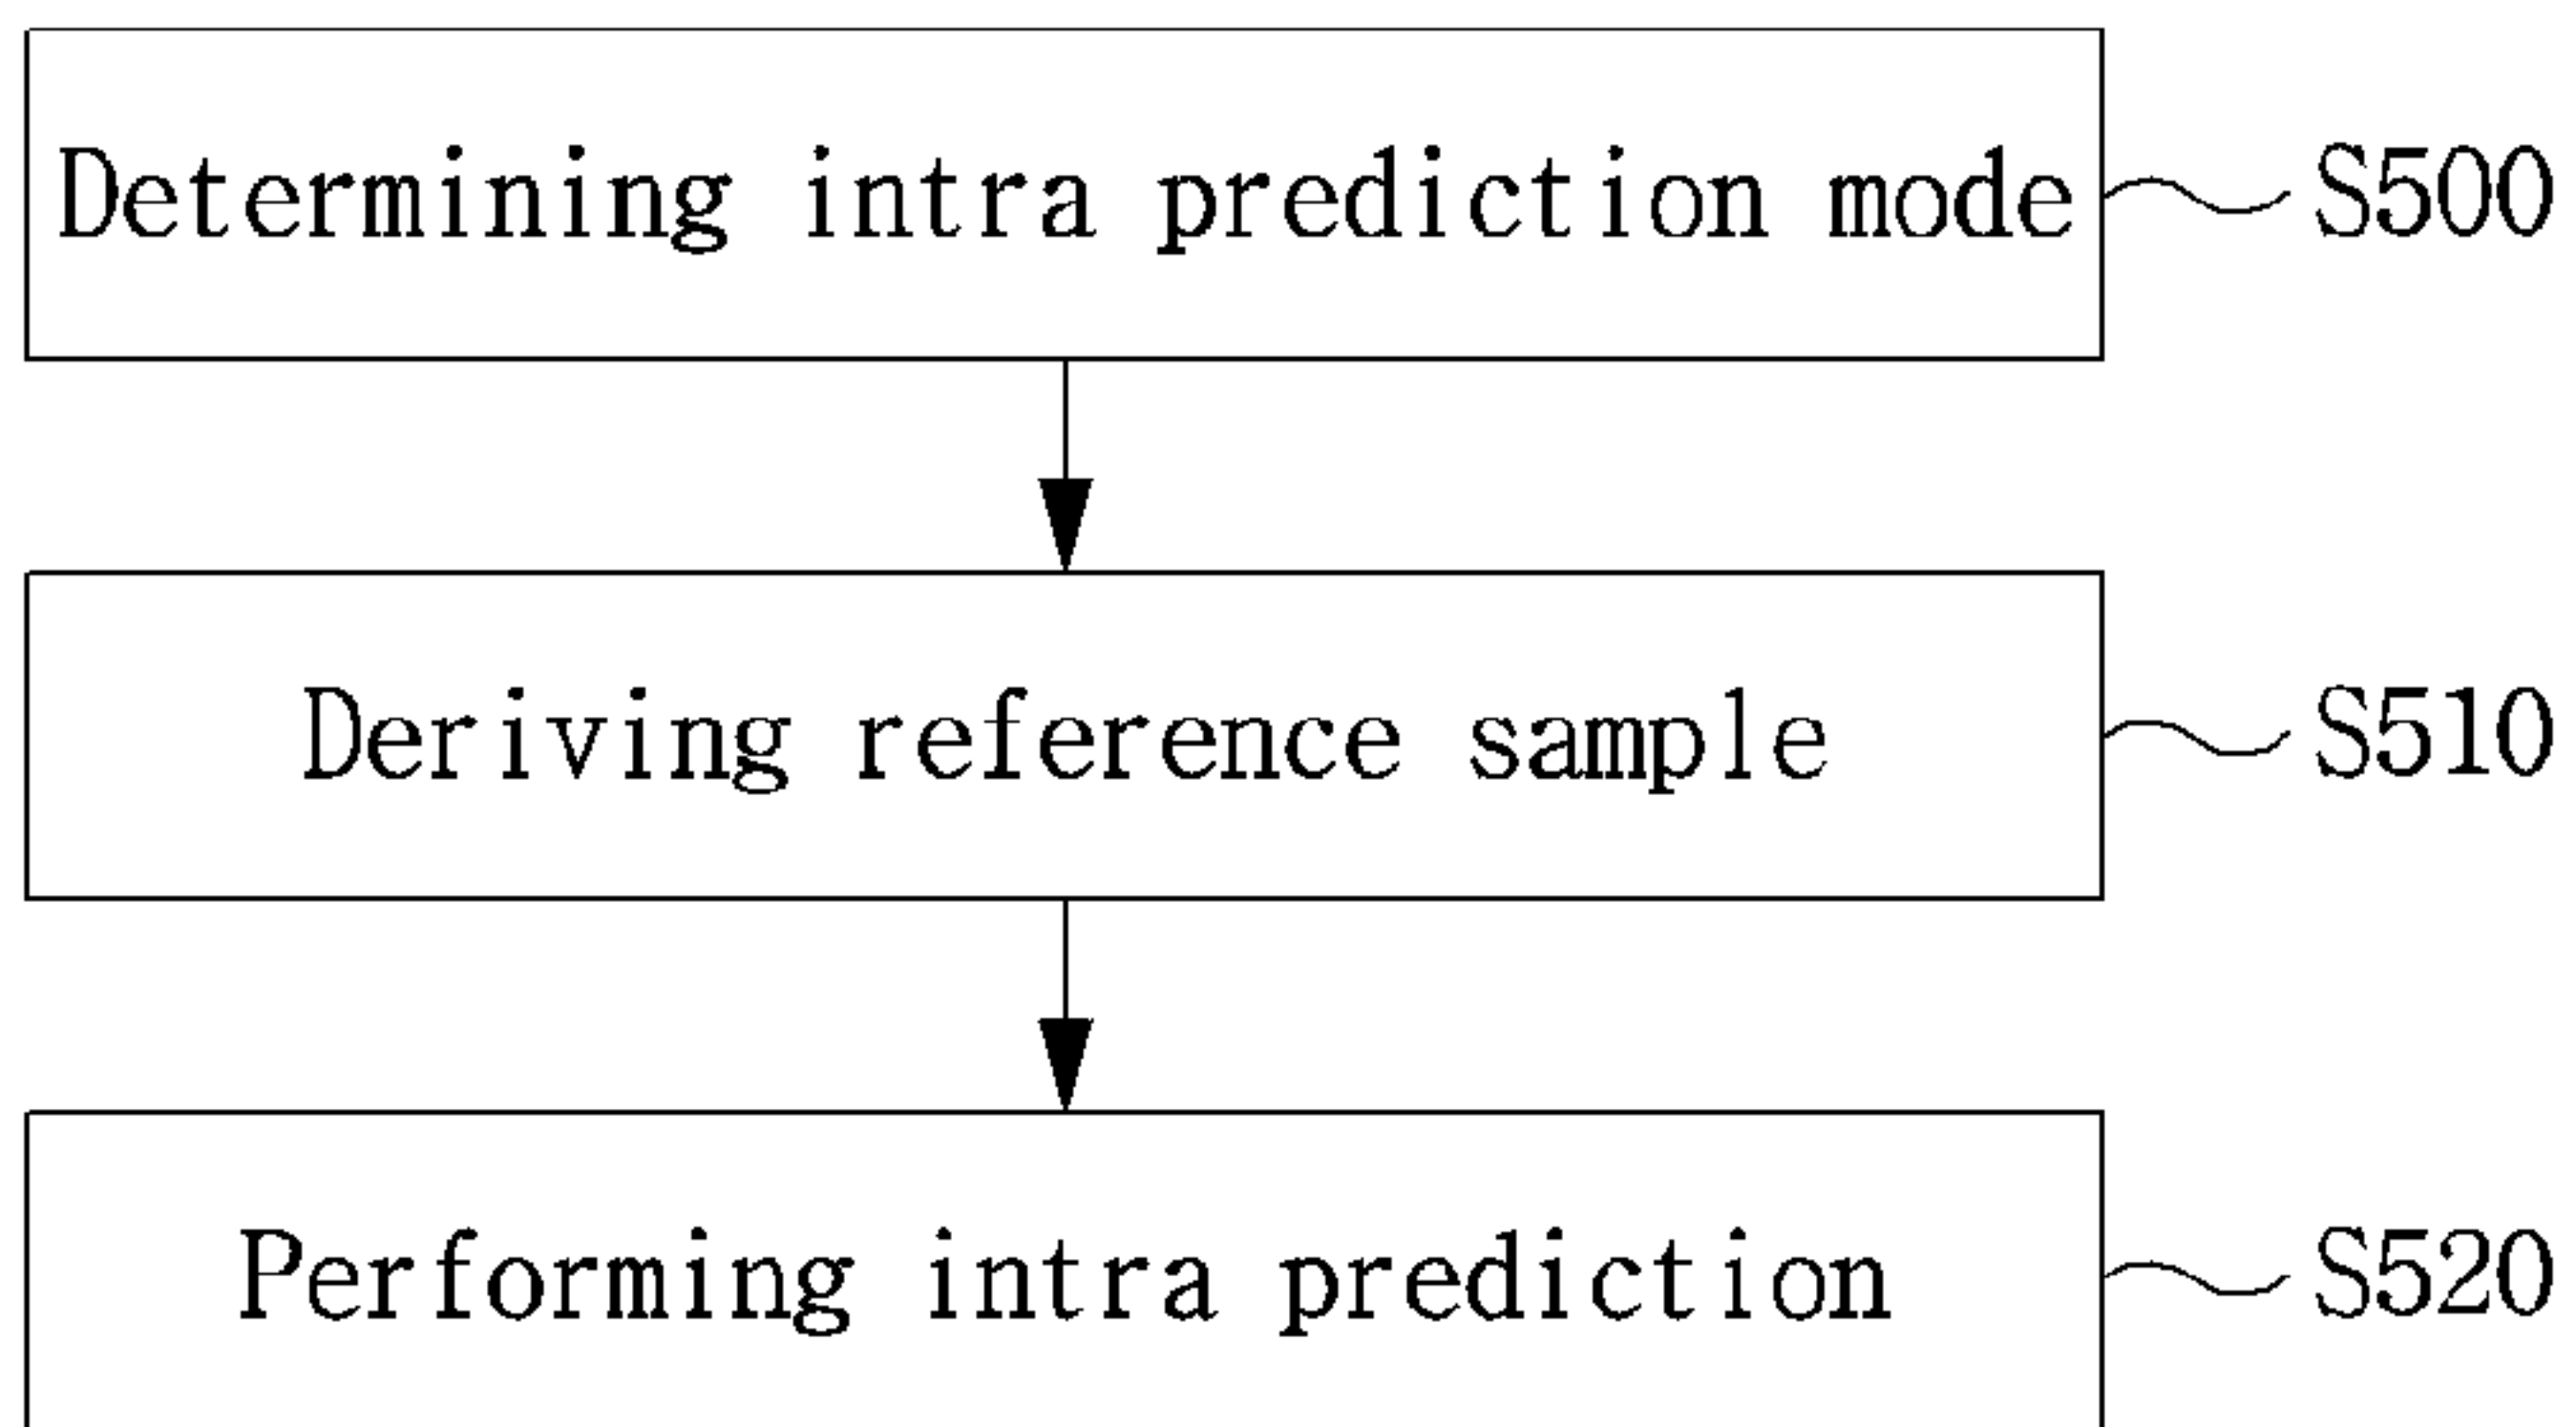 Determining intra prediction mode S500
Deriving reference sample S510
Performing intra prediction S520